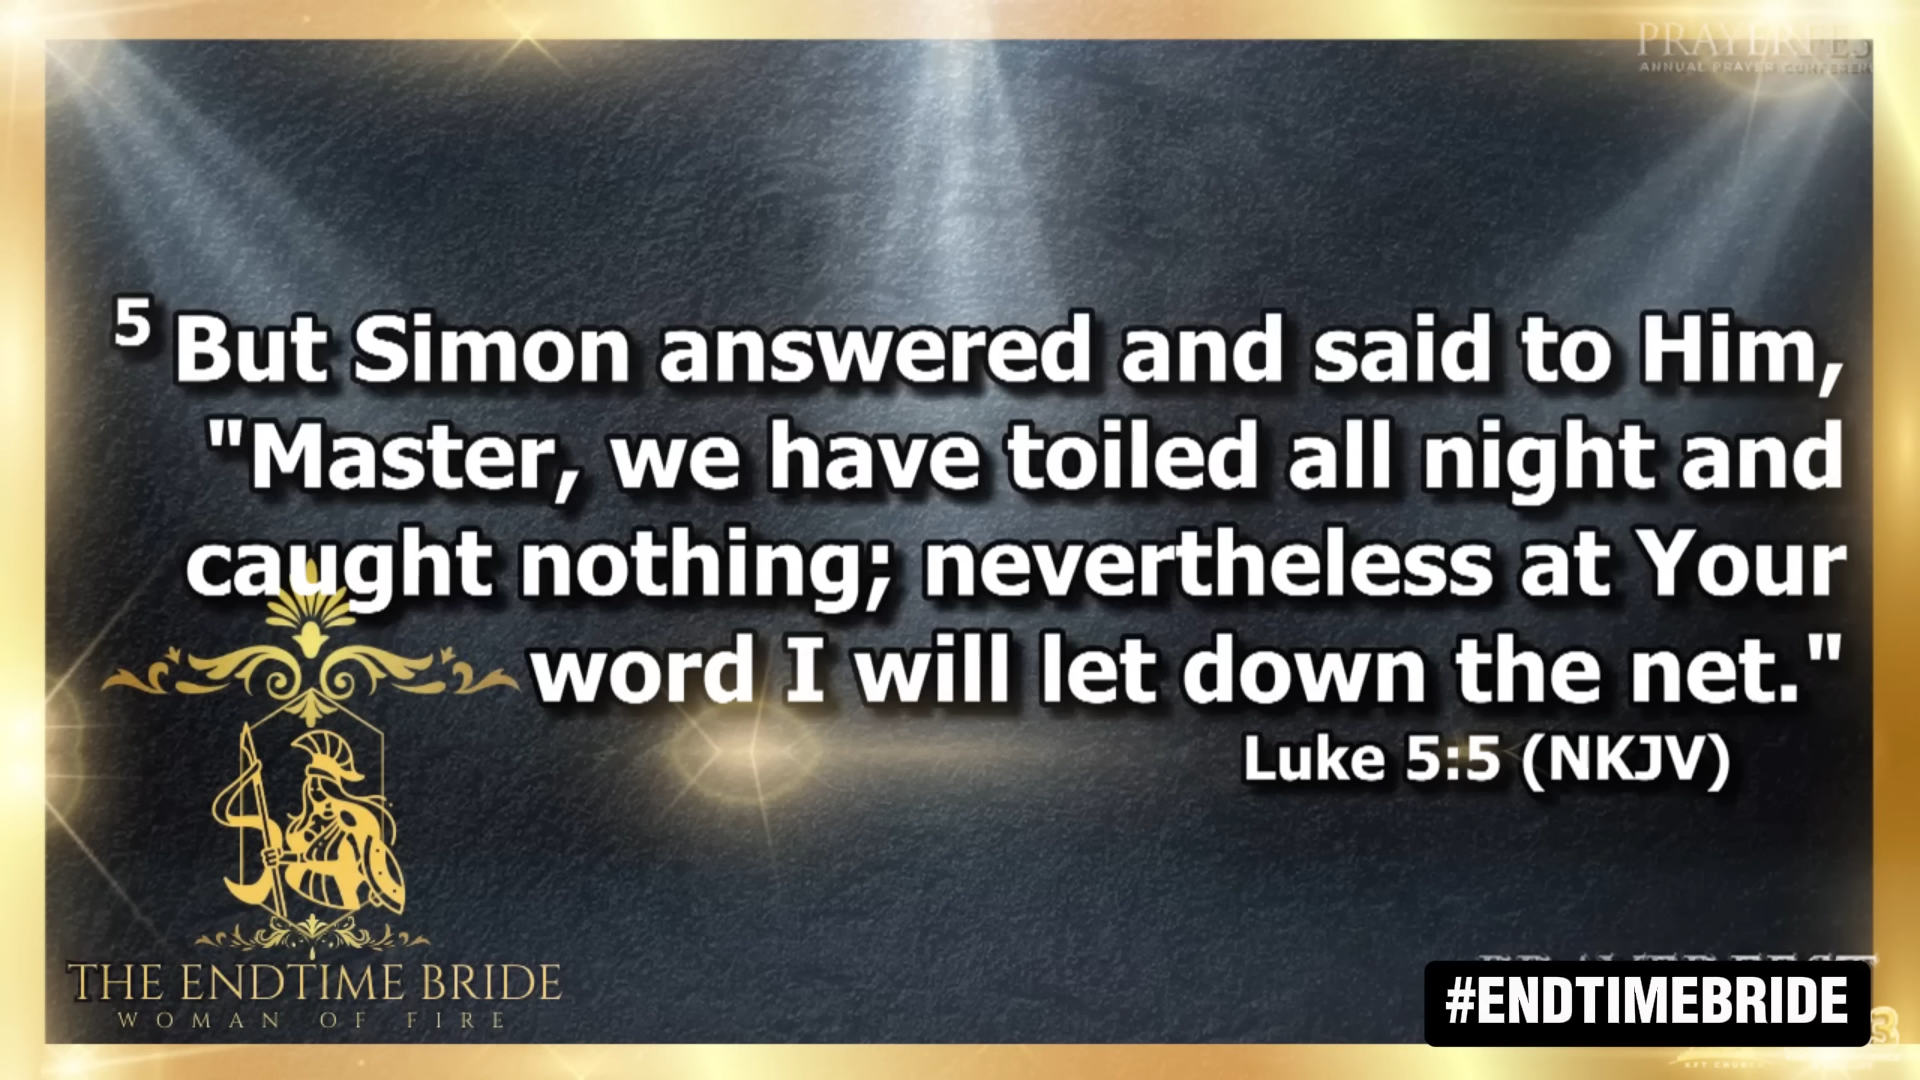 PRAYERFES
ANNUAL PRAYER CONFEREN
5 But Simon answered and said to Him,
"Master, we have toiled all night and
caught nothing; nevertheless at Your
word I will let down the net."
Luke 5:5 (NKJV)
THE ENDTIME BRIDE
WOMAN OF FIRE
#ENDTIMEBRIDE